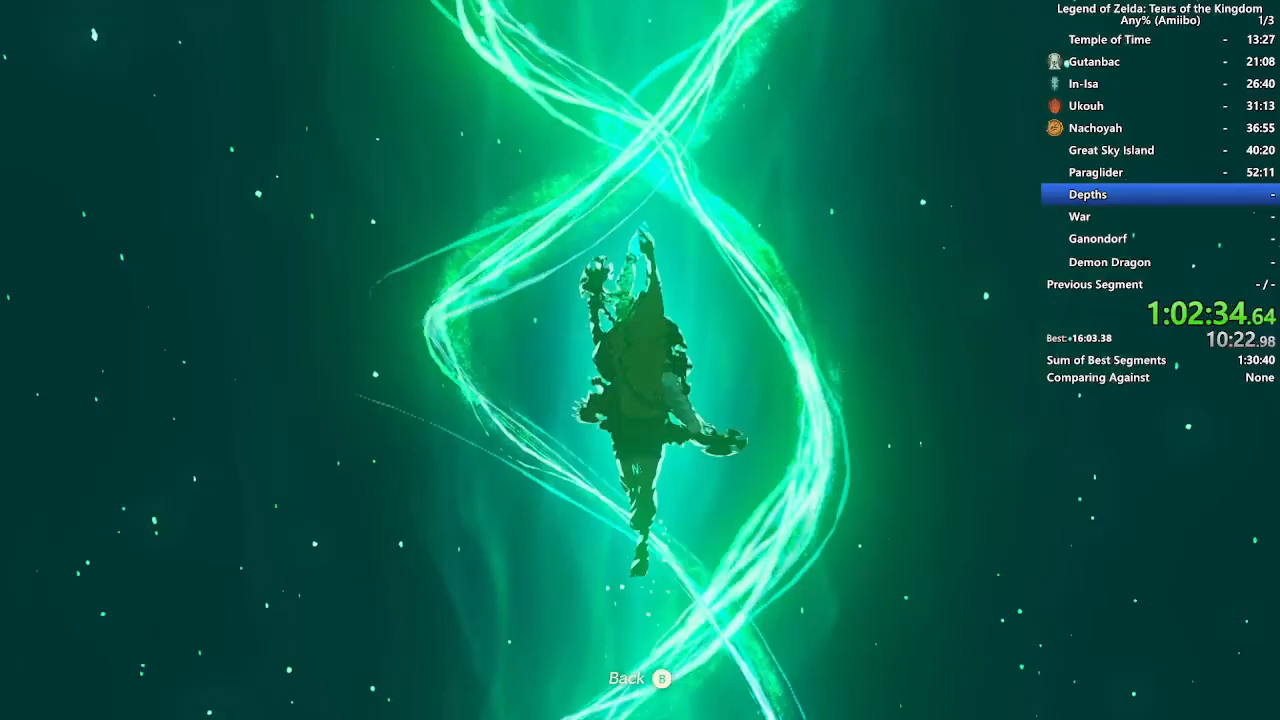 Legend of Zelda: Tears of the Kingdom
Any% (Amiibo) 1/3
Temple of Time - 13:27
Gutanbac - 21:08
In-Isa - 26:40
Ukouh - 31:13
Nachoyah - 36:55
Great Sky Island - 40:20
Paraglider - 52:11
Depths -
War -
Ganondorf -
Demon Dragon -
Previous Segment - / -
1:02:34.64
Best: 16:03.38 10:22.98
Sum of Best Segments 1:30:40
Comparing Against None
Back B